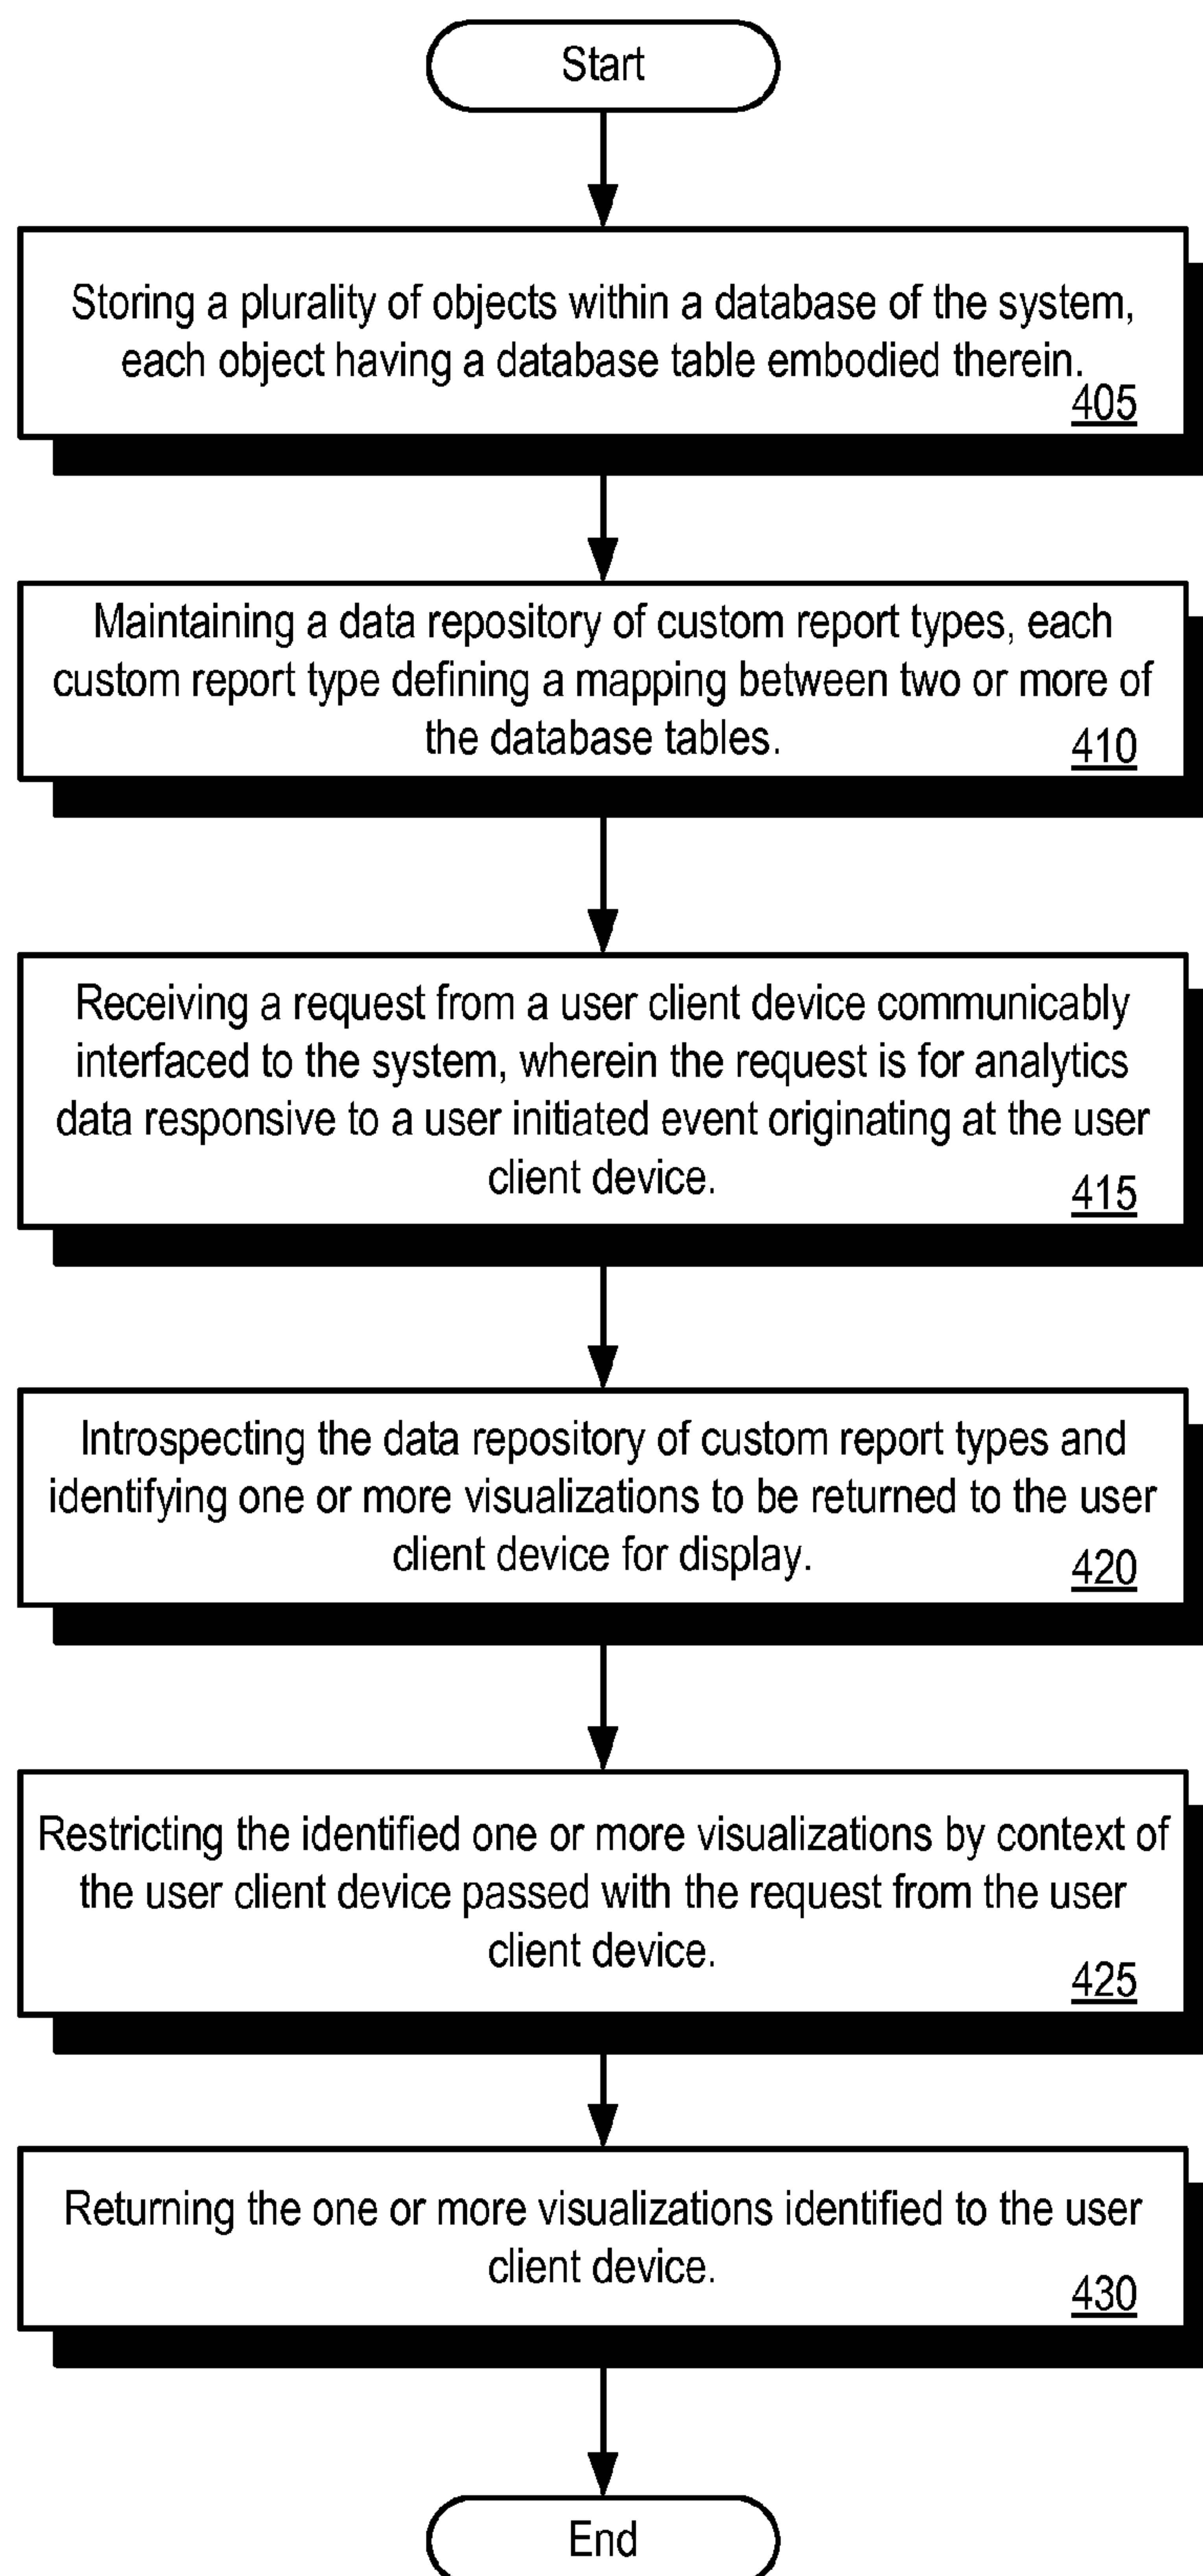 Start
Storing a plurality of objects within a database of the system,
each object having a database table embodied therein.
405
Maintaining a data repository of custom report types, each
custom report type defining a mapping between two or more of
the database tables.
410
Receiving a request from a user client device communicably
interfaced to the system, wherein the request is for analytics
data responsive to a user initiated event originating at the user
client device.
415
Introspecting the data repository of custom report types and
identifying one or more visualizations to be returned to the user
client device for display.
420
Restricting the identified one or more visualizations by context of
the user client device passed with the request from the user
client device.
425
Returning the one or more visualizations identified to the user
client device.
430
End